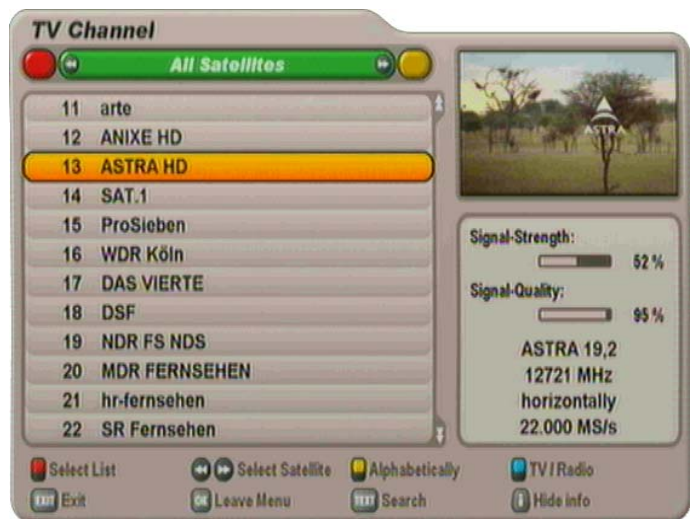 TV Channel
All Satellites
11 arte
12 ANIXE HD
13 ASTRA HD
14 SAT.1
15 ProSieben
16 WDR Köln
17 DAS VIERTE
18 DSF
19 NDR FS NDS
20 MDR FERNSEHEN
21 hr-fernsehen
22 SR Fernsehen
ASTRA
Signal-Strength:
52 %
Signal-Quality:
95 %
ASTRA 19,2
12721 MHz
horizontally
22.000 MS/s
Select List
Select Satellite
Alphabetically
TV / Radio
EXIT Exit
OK Leave Menu
TEXT Search
i Hide info